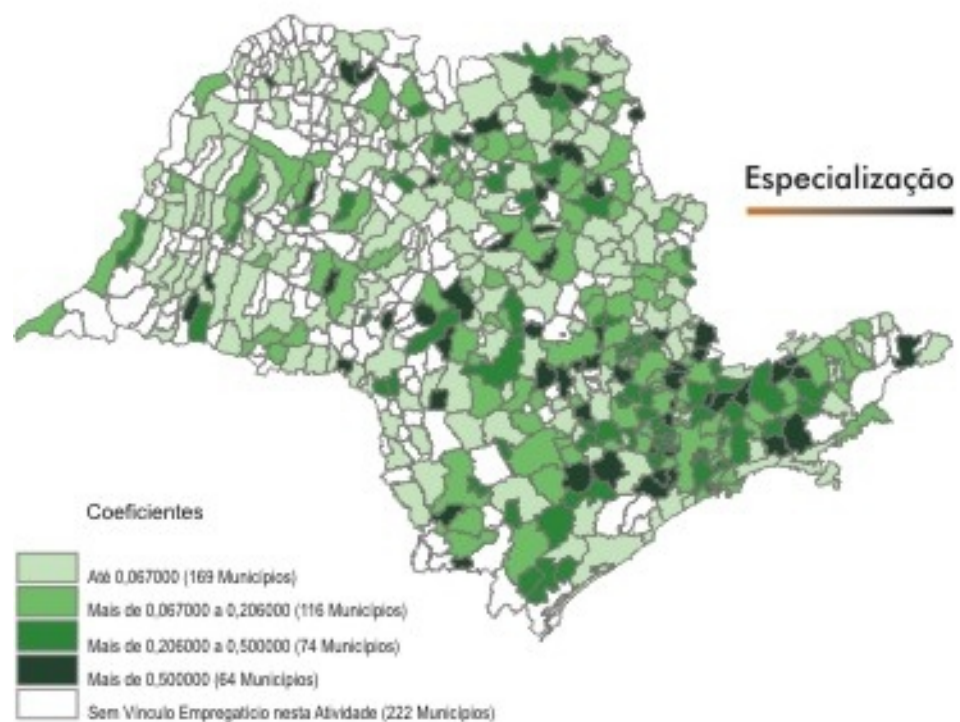 Especialização
Coeficientes
Até 0,067000 (169 Municípios)
Mais de 0,067000 a 0,206000 (116 Municípios)
Mais de 0,206000 a 0,500000 (74 Municípios)
Mais de 0,500000 (64 Municípios)
Sem Vínculo Empregatício nesta Atividade (222 Municípios)